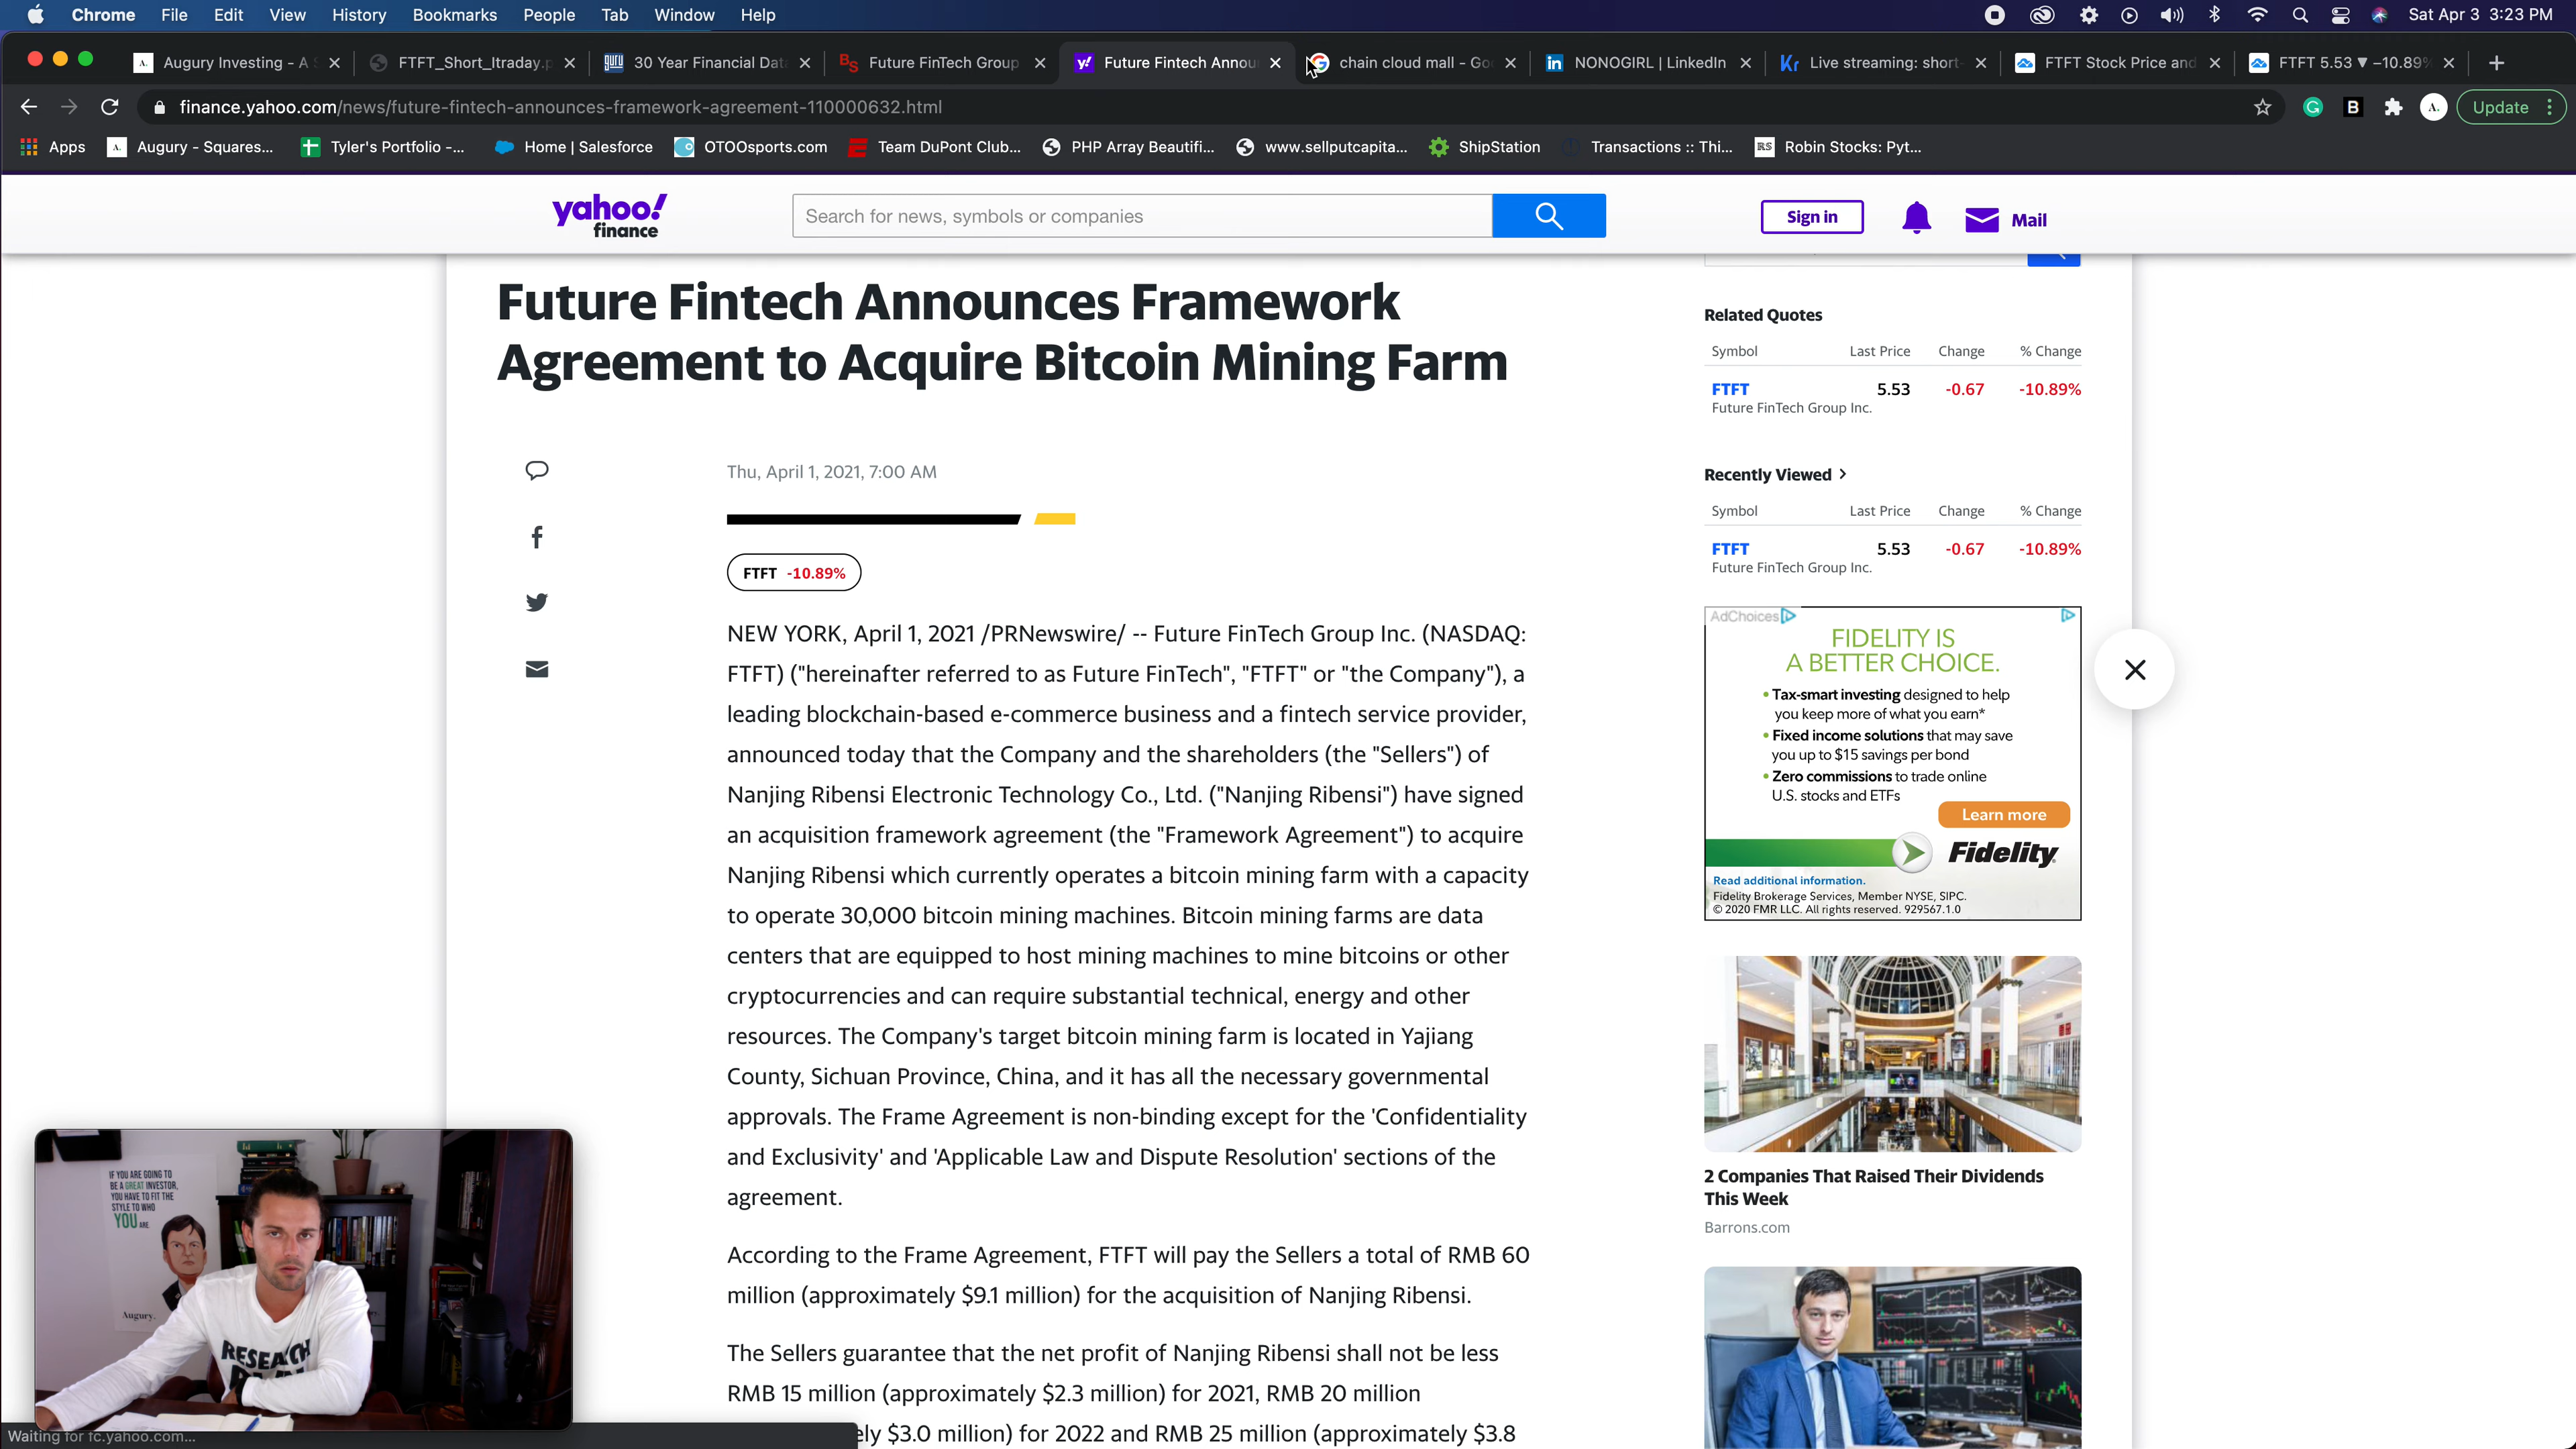 Chrome File Edit View History Bookmarks People Tab Window Help Sat Apr 3 3:23 PM
Augury Investing - A S FTFT_Short_Itraday.p 30 Year Financial Dat Future FinTech Group Future Fintech Annou chain cloud mall - Go NONOGIRL | LinkedIn Live streaming: short- FTFT Stock Price and FTFT 5.53 ▼ −10.89%
finance.yahoo.com/news/future-fintech-announces-framework-agreement-110000632.html Update
Apps Augury - Squares... Tyler's Portfolio -... Home | Salesforce OTOOsports.com Team DuPont Club... PHP Array Beautifi... www.sellputcapita... ShipStation Transactions :: Thi... Robin Stocks: Pyt...
yahoo!
finance
Search for news, symbols or companies
Sign in
Mail
Future Fintech Announces Framework
Agreement to Acquire Bitcoin Mining Farm
Thu, April 1, 2021, 7:00 AM
FTFT -10.89%
NEW YORK, April 1, 2021 /PRNewswire/ -- Future FinTech Group Inc. (NASDAQ:
FTFT) ("hereinafter referred to as Future FinTech", "FTFT" or "the Company"), a
leading blockchain-based e-commerce business and a fintech service provider,
announced today that the Company and the shareholders (the "Sellers") of
Nanjing Ribensi Electronic Technology Co., Ltd. ("Nanjing Ribensi") have signed
an acquisition framework agreement (the "Framework Agreement") to acquire
Nanjing Ribensi which currently operates a bitcoin mining farm with a capacity
to operate 30,000 bitcoin mining machines. Bitcoin mining farms are data
centers that are equipped to host mining machines to mine bitcoins or other
cryptocurrencies and can require substantial technical, energy and other
resources. The Company's target bitcoin mining farm is located in Yajiang
County, Sichuan Province, China, and it has all the necessary governmental
approvals. The Frame Agreement is non-binding except for the 'Confidentiality
and Exclusivity' and 'Applicable Law and Dispute Resolution' sections of the
agreement.
According to the Frame Agreement, FTFT will pay the Sellers a total of RMB 60
million (approximately $9.1 million) for the acquisition of Nanjing Ribensi.
The Sellers guarantee that the net profit of Nanjing Ribensi shall not be less
RMB 15 million (approximately $2.3 million) for 2021, RMB 20 million
ely $3.0 million) for 2022 and RMB 25 million (approximately $3.8
Related Quotes
Symbol Last Price Change % Change
FTFT 5.53 -0.67 -10.89%
Future FinTech Group Inc.
Recently Viewed
Symbol Last Price Change % Change
FTFT 5.53 -0.67 -10.89%
Future FinTech Group Inc.
AdChoices
FIDELITY IS
A BETTER CHOICE.
• Tax-smart investing designed to help
you keep more of what you earn*
• Fixed income solutions that may save
you up to $15 savings per bond
• Zero commissions to trade online
U.S. stocks and ETFs
Learn more
Fidelity
Read additional information.
Fidelity Brokerage Services, Member NYSE, SIPC.
© 2020 FMR LLC. All rights reserved. 929567.1.0
2 Companies That Raised Their Dividends
This Week
Barrons.com
IF YOU ARE GOING TO
BE A GREAT INVESTOR,
YOU HAVE TO FIT THE
STYLE TO WHO
YOU ARE
Augury.
RESEARCH
Waiting for fc.yahoo.com...